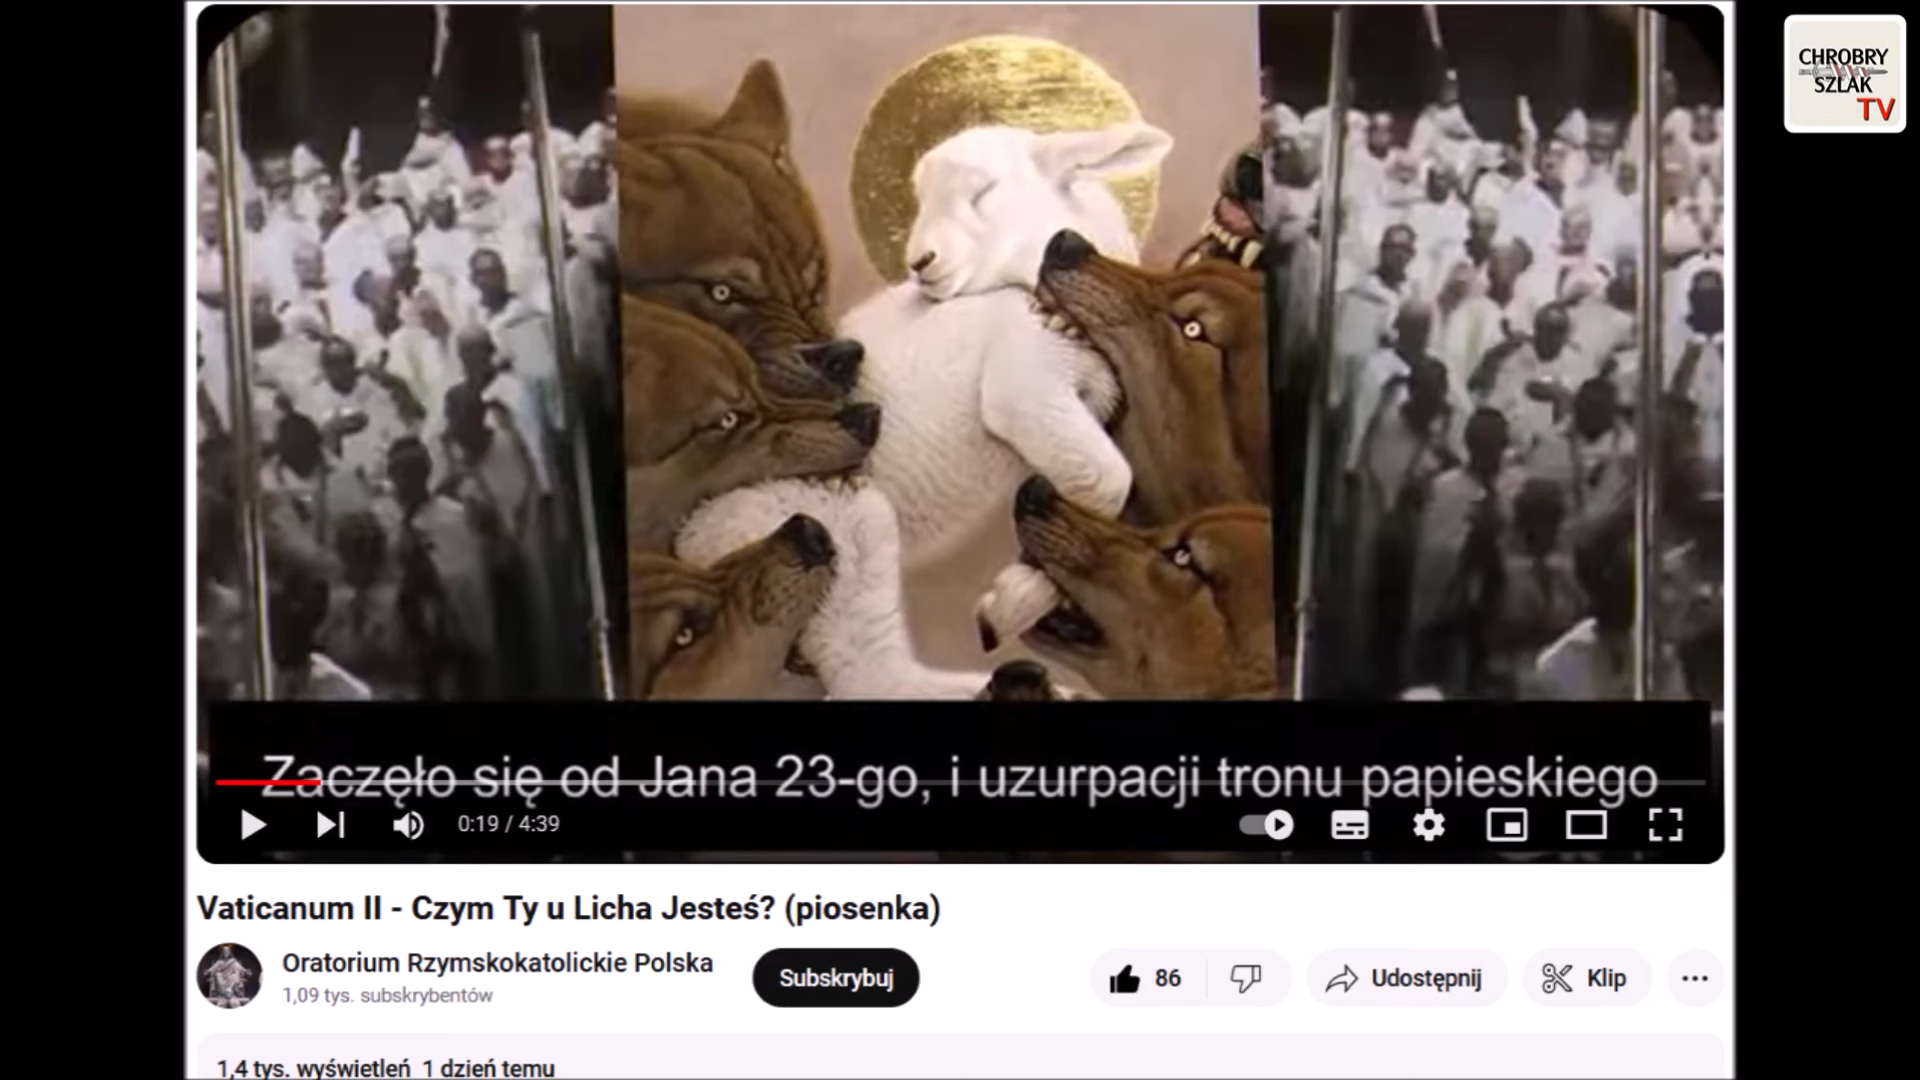 CHROBRY
SZLAK
TV
Zaczęło się od Jana 23-go, i uzurpacji tronu papieskiego
0:19 / 4:39
Vaticanum II - Czym Ty u Licha Jesteś? (piosenka)
Oratorium Rzymskokatolickie Polska
1,09 tys. subskrybentów
Subskrybuj
86
Udostępnij
Klip
1,4 tys. wyświetleń 1 dzień temu